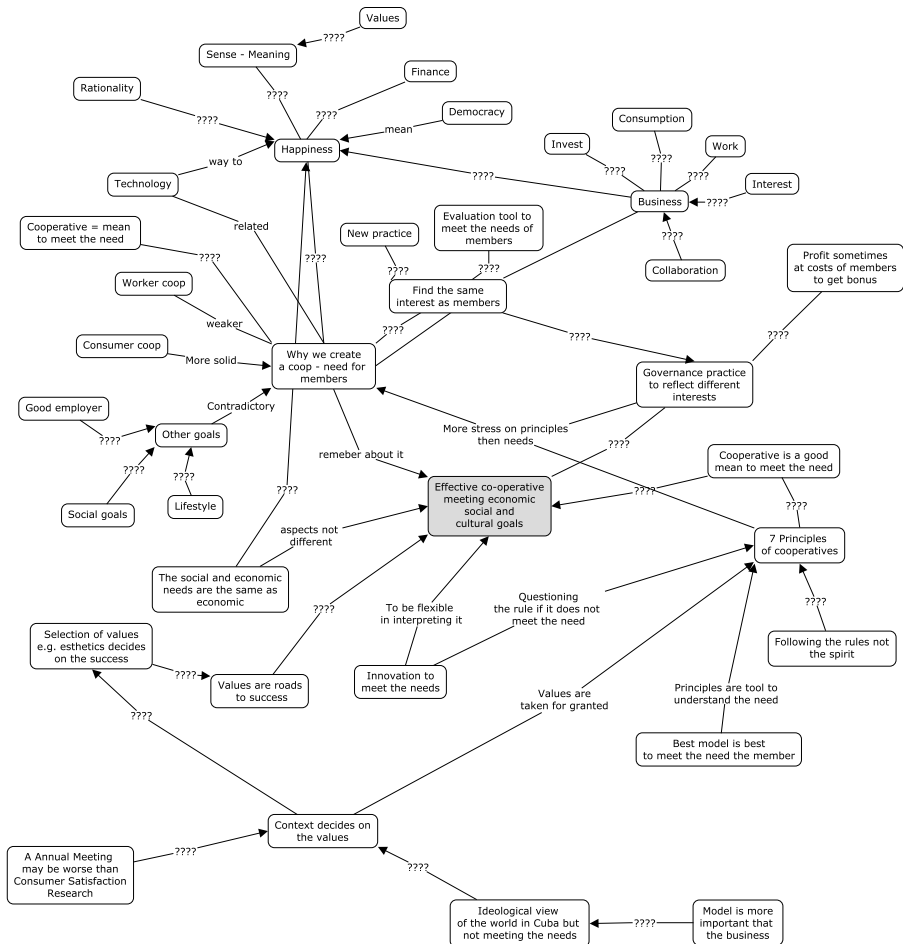 Values
????
Sense - Meaning
Finance
????
????
Rationality
????
Democracy
mean
Happiness
Consumption
Invest
Work
????
????
????
Interest
????
Business
????
Collaboration
????
way to
Technology
related
Cooperative = mean
to meet the need
????
????
New practice
????
Evaluation tool to
meet the needs of
members
????
Find the same
interest as members
????
????
Profit sometimes
at costs of members
to get bonus
????
Worker coop
weaker
Consumer coop
More solid
Why we create
a coop - need for
members
Governance practice
to reflect different
interests
Contradictory
Good employer
????
Other goals
????
Social goals
????
Lifestyle
More stress on principles
then needs
????
remeber about it
Effective co-operative
meeting economic
social and
cultural goals
Cooperative is a good
mean to meet the need
????
????
????
aspects not
different
7 Principles
of cooperatives
The social and economic
needs are the same as
economic
????
To be flexible
in interpreting it
Questioning
the rule if it does not
meet the need
????
Following the rules not
the spirit
Selection of values
e.g. esthetics decides
on the success
????
Values are roads
to success
Innovation to
meet the needs
Values are
taken for granted
Principles are tool to
understand the need
????
Best model is best
to meet the need the member
Context decides on
the values
A Annual Meeting
may be worse than
Consumer Satisfaction
Research
????
????
Ideological view
of the world in Cuba but
not meeting the needs
????
Model is more
important that
the business